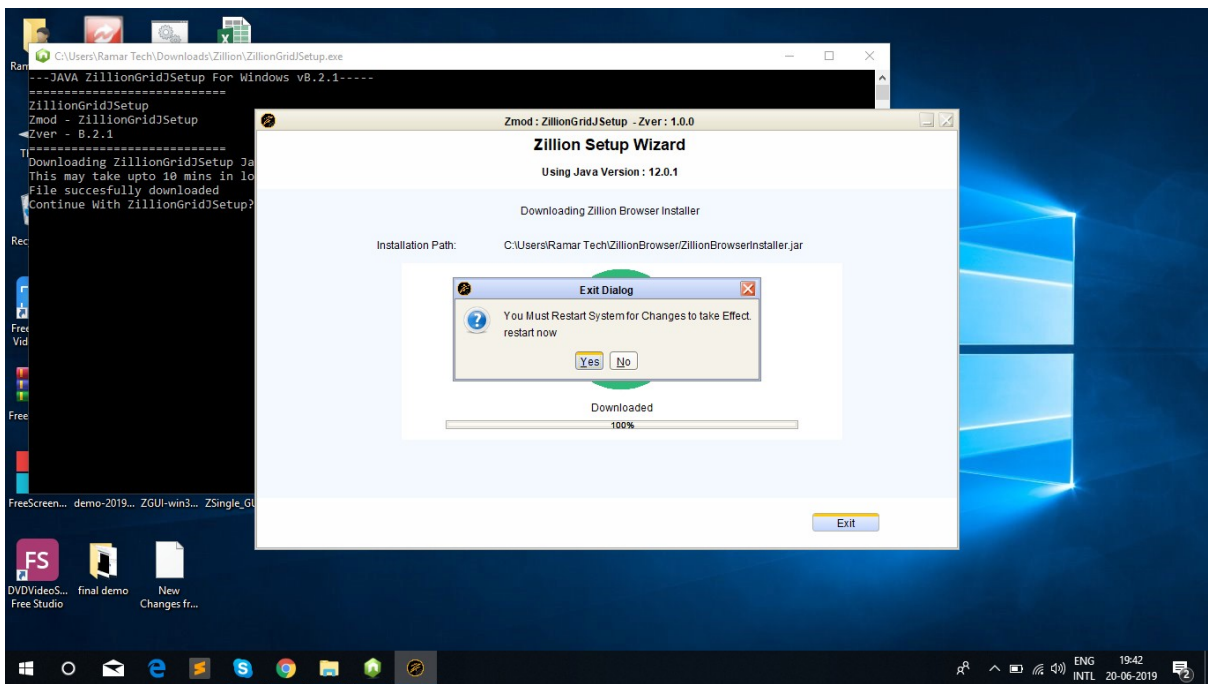 C:\Users\Ramar Tech\Downloads\Zillion\ZillionGridJSetup.exe
---JAVA ZillionGridJSetup For Windows vB.2.1-----
===========================
ZillionGridJSetup
Zmod - ZillionGridJSetup
Zver - B.2.1
===========================
Downloading ZillionGridJSetup Ja
This may take upto 10 mins in lo
File succesfully downloaded
Continue With ZillionGridJSetup?
Zmod : ZillionGridJSetup - Zver : 1.0.0
Zillion Setup Wizard
Using Java Version : 12.0.1
Downloading Zillion Browser Installer
Installation Path: C:\Users\Ramar Tech\ZillionBrowser/ZillionBrowserInstaller.jar
Exit Dialog
You Must Restart System for Changes to take Effect.
restart now
Yes No
Downloaded
100%
Exit
Ram
Rec
Free
Vid
Free
FreeScreen... demo-2019... ZGUI-win3... ZSingle_GU
FS
DVDVideoS... final demo New
Free Studio Changes fr...
ENG 19:42
INTL 20-06-2019
2